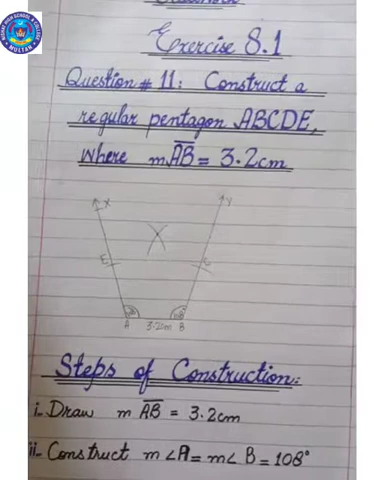 Exercise 8.1
Question # 11: Construct a
regular pentagon ABCDE,
where mAB = 3.2cm
X
Y
E
C
A 3.2cm B
Steps of Construction:
i- Draw m AB = 3.2cm
ii- Construct m∠A = m∠B = 108°
MULTAN